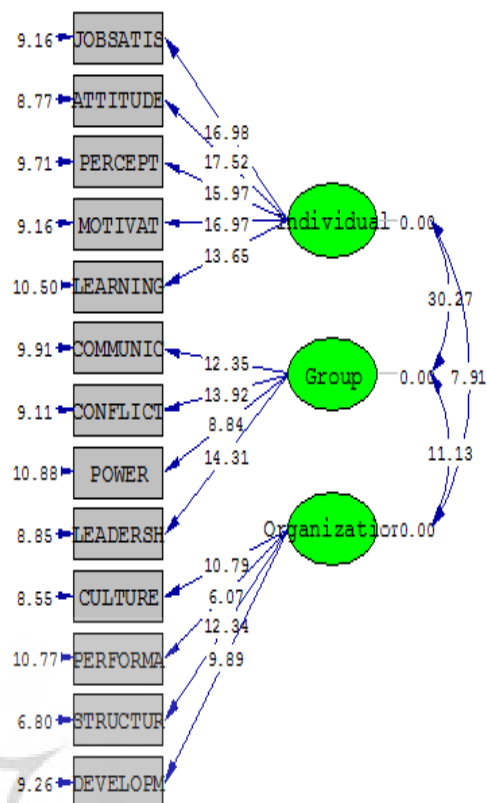 9.16 JOBSATIS
8.77 ATTITUDE
16.98
17.52
9.71 PERCEPT
15.97
9.16 MOTIVAT
16.97
Individual 0.00
13.65
10.50 LEARNING
30.27
9.91 COMMUNIC
12.35
Group 0.00 7.91
13.92
9.11 CONFLICT
8.84
10.88 POWER
14.31
11.13
8.85 LEADERSH
Organization 0.00
10.79
8.55 CULTURE
6.07
12.34
10.77 PERFORMA
9.89
6.80 STRUCTUR
9.26 DEVELOPM